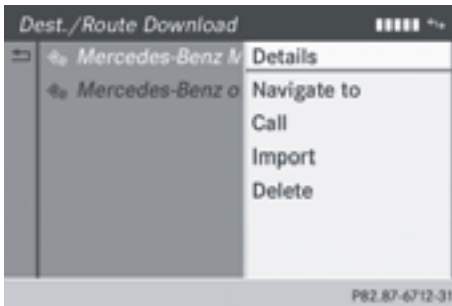 Dest./Route Download
Mercedes-Benz M
Mercedes-Benz o
Details
Navigate to
Call
Import
Delete
P82.87-6712-31